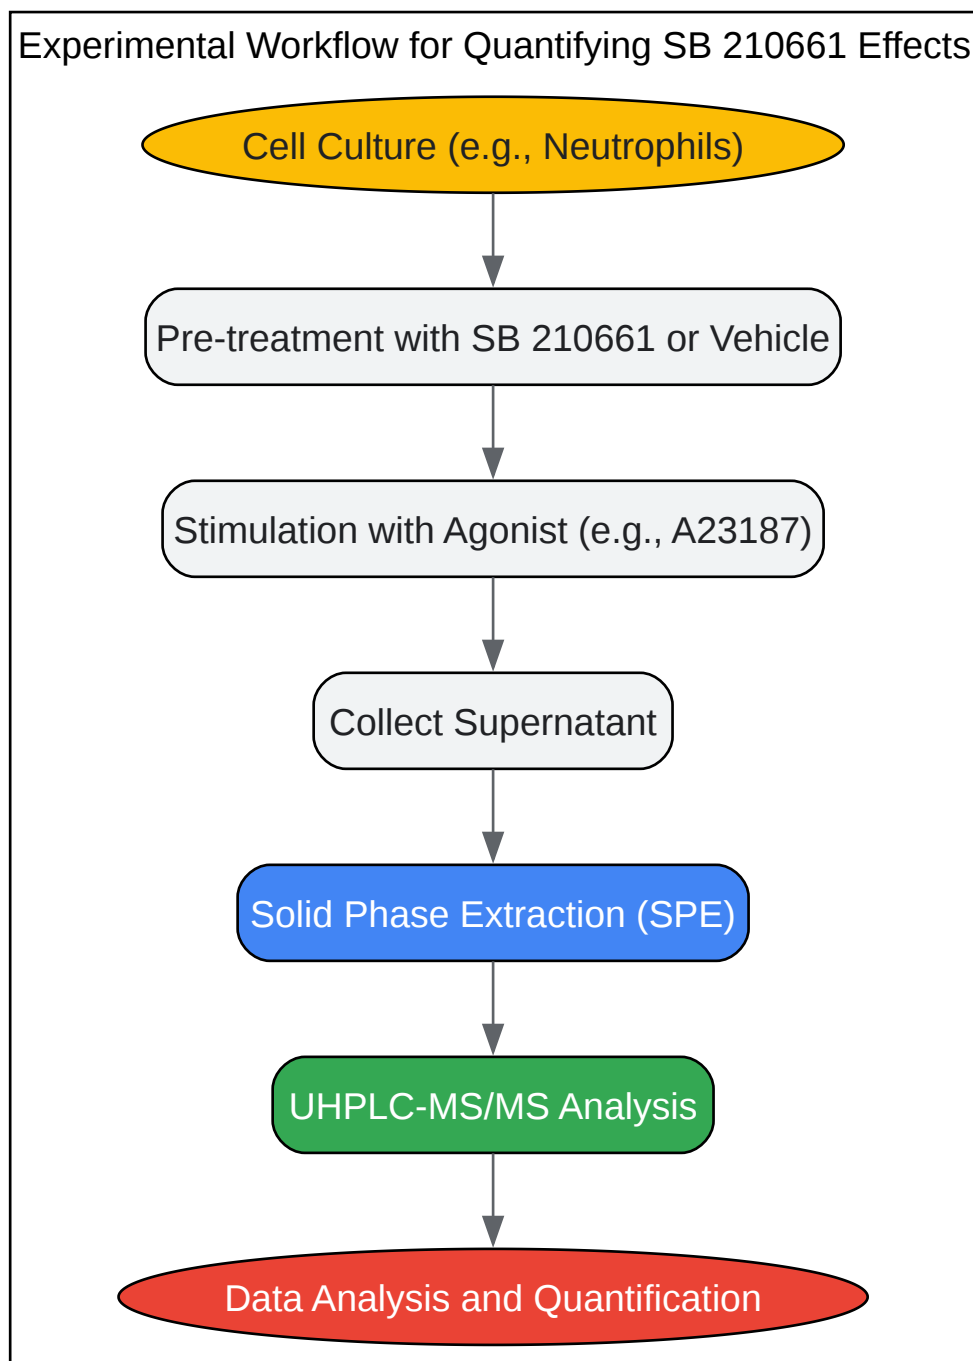 Experimental Workflow for Quantifying SB 210661 Effects
Cell Culture (e.g., Neutrophils)
Pre-treatment with SB 210661 or Vehicle
Stimulation with Agonist (e.g., A23187)
Collect Supernatant
Solid Phase Extraction (SPE)
UHPLC-MS/MS Analysis
Data Analysis and Quantification